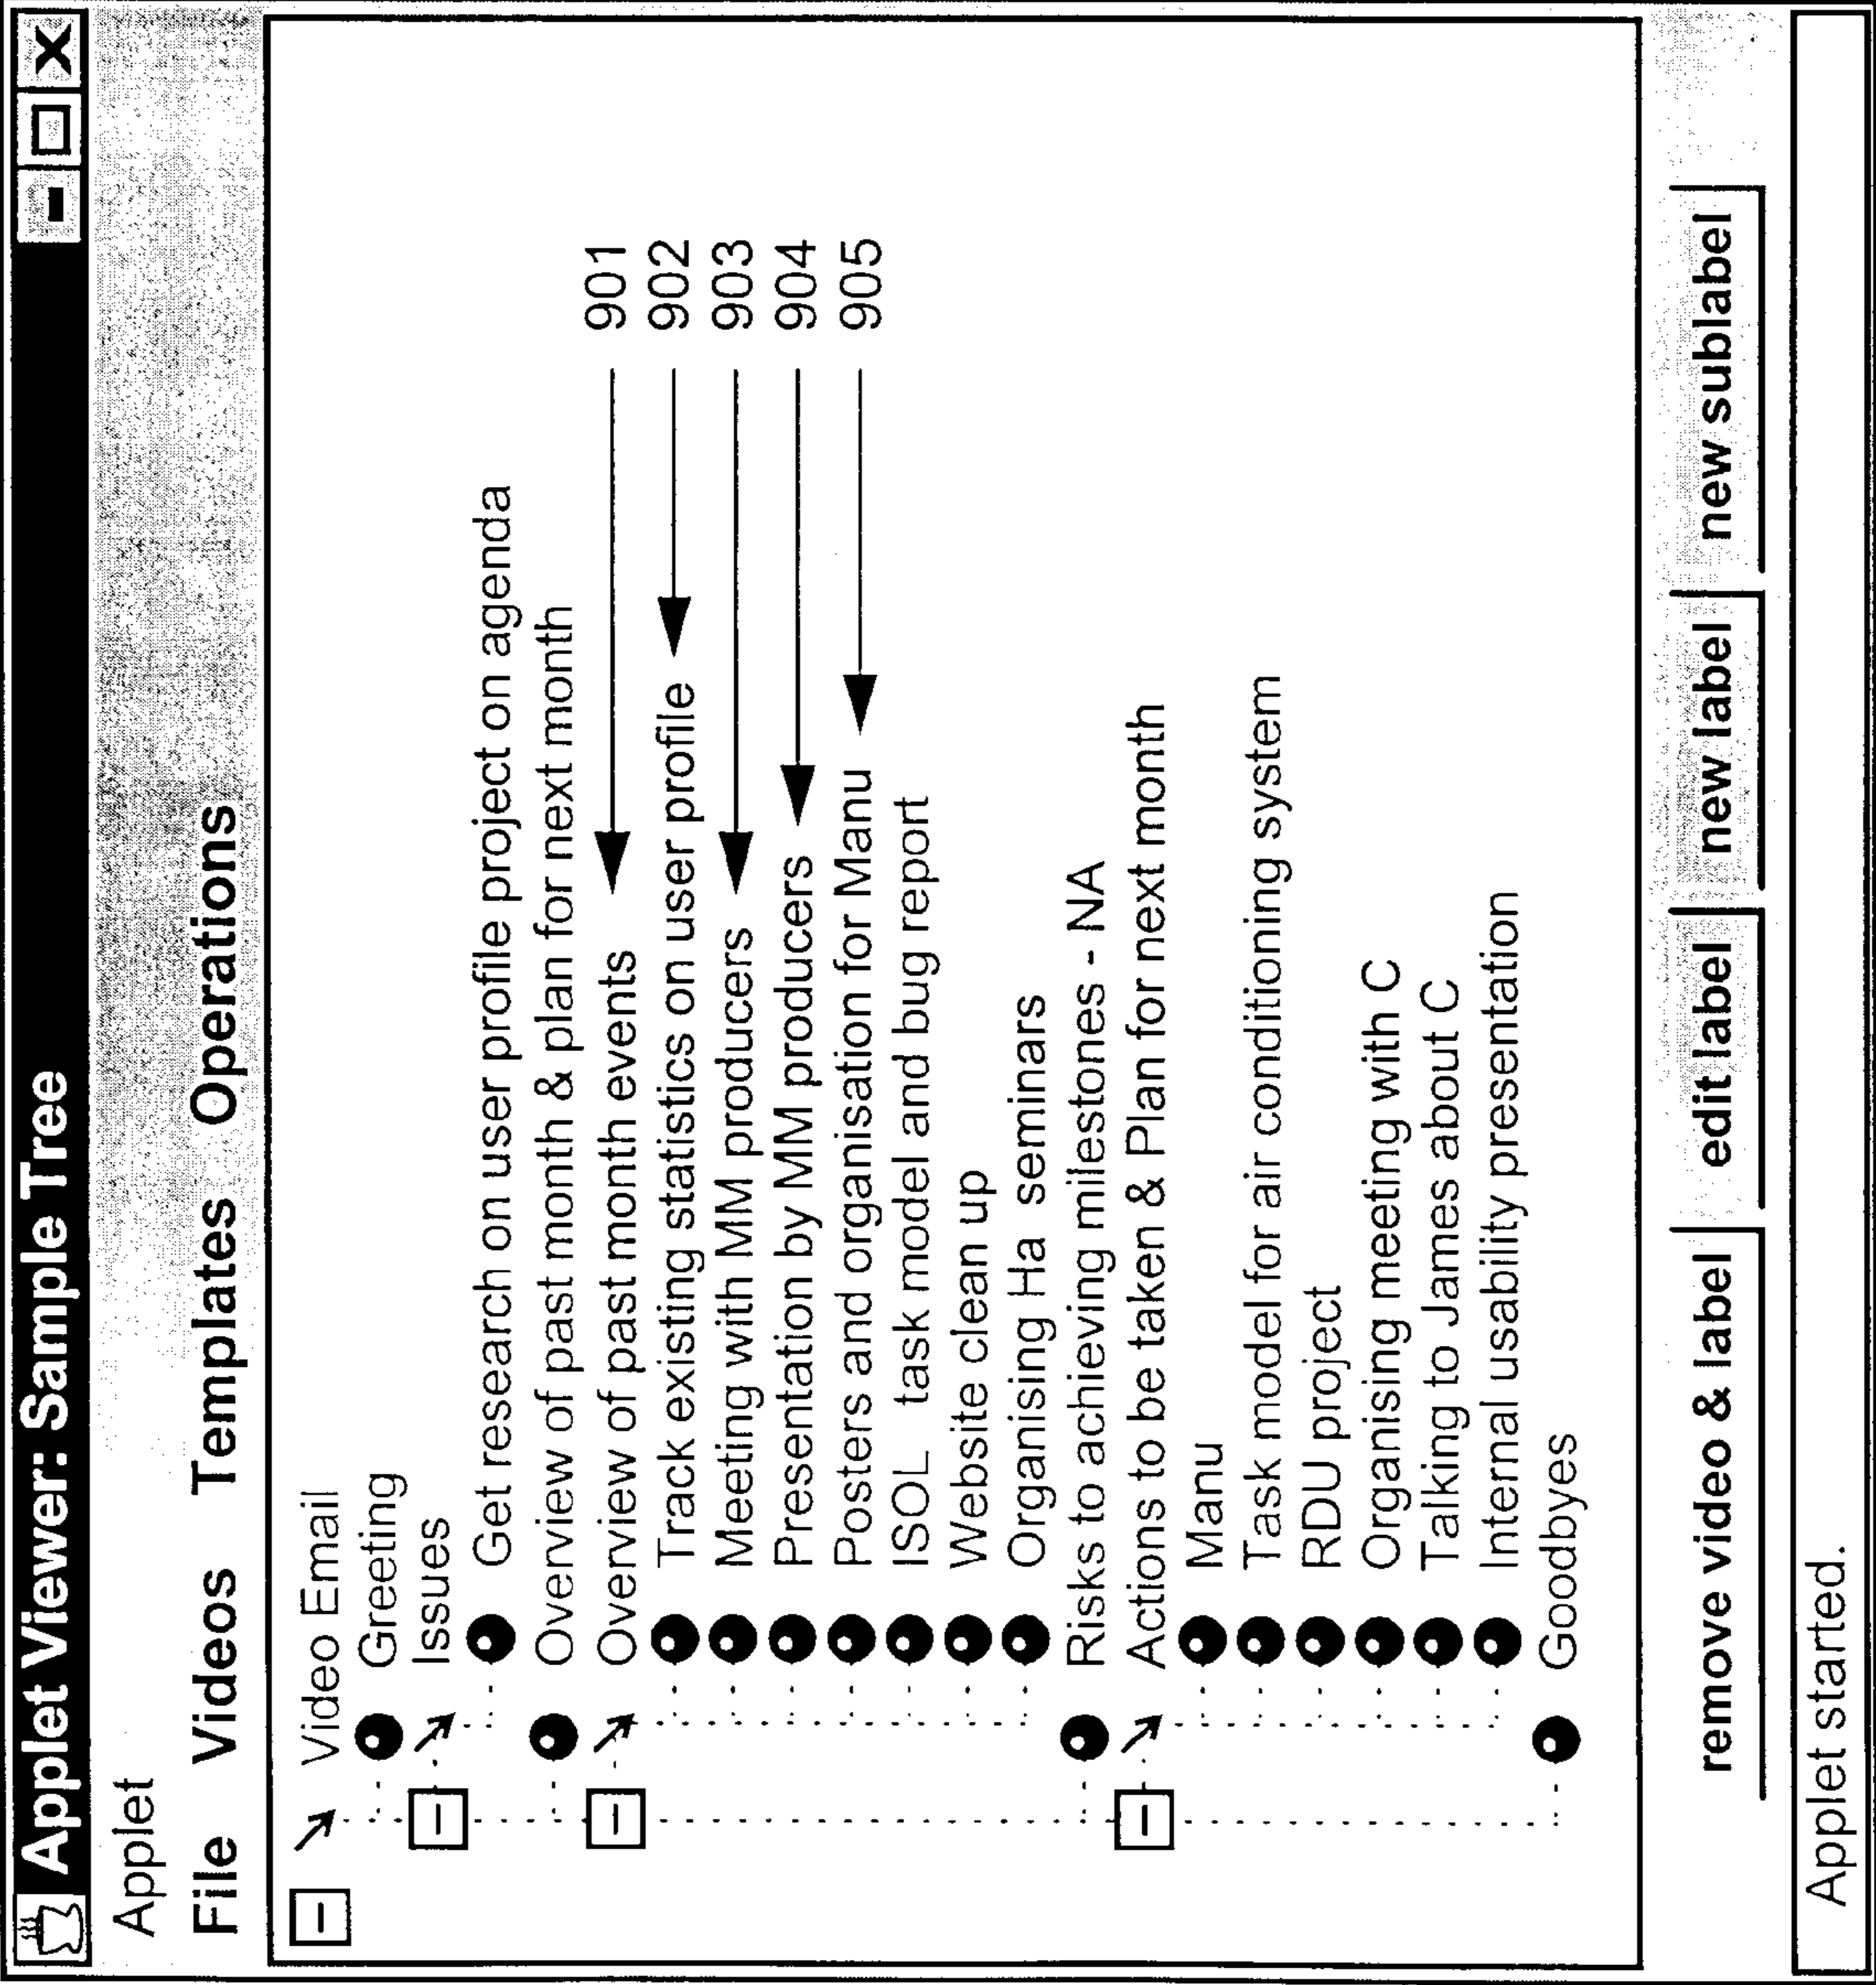 Applet Viewer: Sample Tree
Applet
File Videos Templates Operations
Video Email
Greeting
Issues
Get research on user profile project on agenda
Overview of past month & plan for next month
Overview of past month events 901
Track existing statistics on user profile 902
Meeting with MM producers 903
Presentation by MM producers 904
Posters and organisation for Manu 905
ISOL task model and bug report
Website clean up
Organising Ha seminars
Risks to achieving milestones - NA
Actions to be taken & Plan for next month
Manu
Task model for air conditioning system
RDU project
Organising meeting with C
Talking to James about C
Internal usability presentation
Goodbyes
remove video & label edit label new label new sublabel
Applet started.